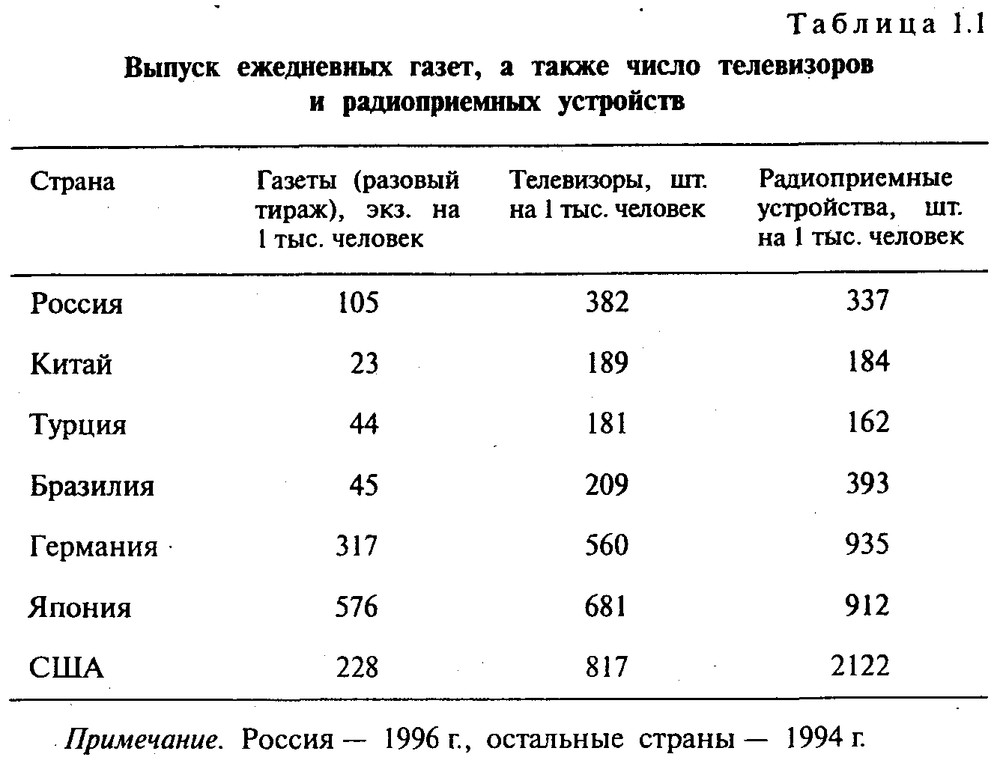 Таблица 1.1
Выпуск ежедневных газет, а также число телевизоров
и радиоприемных устройств
Страна Газеты (разовый тираж), экз. на 1 тыс. человек Телевизоры, шт. на 1 тыс. человек Радиоприемные устройства, шт. на 1 тыс. человек
Россия 105 382 337
Китай 23 189 184
Турция 44 181 162
Бразилия 45 209 393
Германия 317 560 935
Япония 576 681 912
США 228 817 2122
Примечание. Россия — 1996 г., остальные страны — 1994 г.